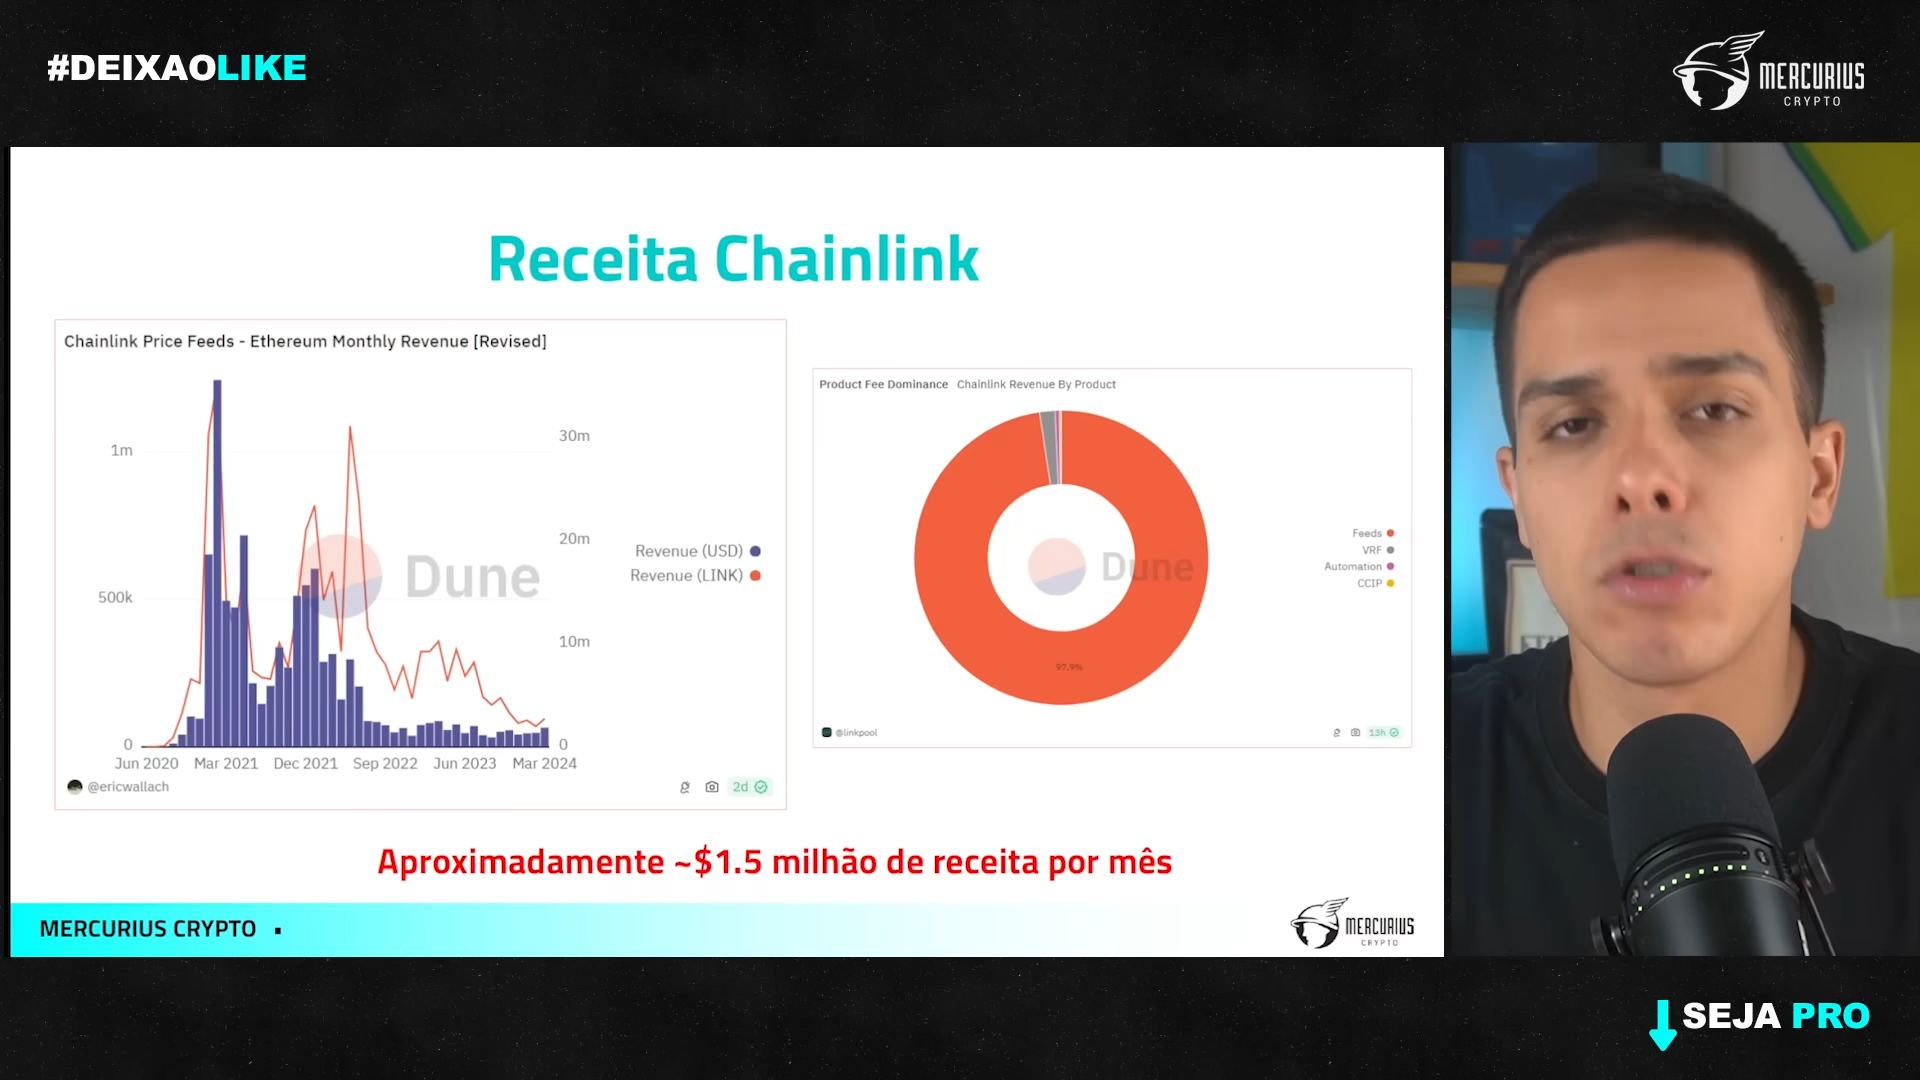 #DEIXAOLIKE
MERCURIUS
CRYPTO
Receita Chainlink
Chainlink Price Feeds - Ethereum Monthly Revenue [Revised]
1m
500k
0
30m
20m
10m
0
Jun 2020 Mar 2021 Dec 2021 Sep 2022 Jun 2023 Mar 2024
Revenue (USD)
Revenue (LINK)
Dune
@ericwallach
2d
Product Fee Dominance Chainlink Revenue By Product
Dune
97.9%
Feeds
VRF
Automation
CCIP
@linkpool
13h
Aproximadamente ~$1.5 milhão de receita por mês
MERCURIUS CRYPTO
MERCURIUS
CRYPTO
SEJA PRO